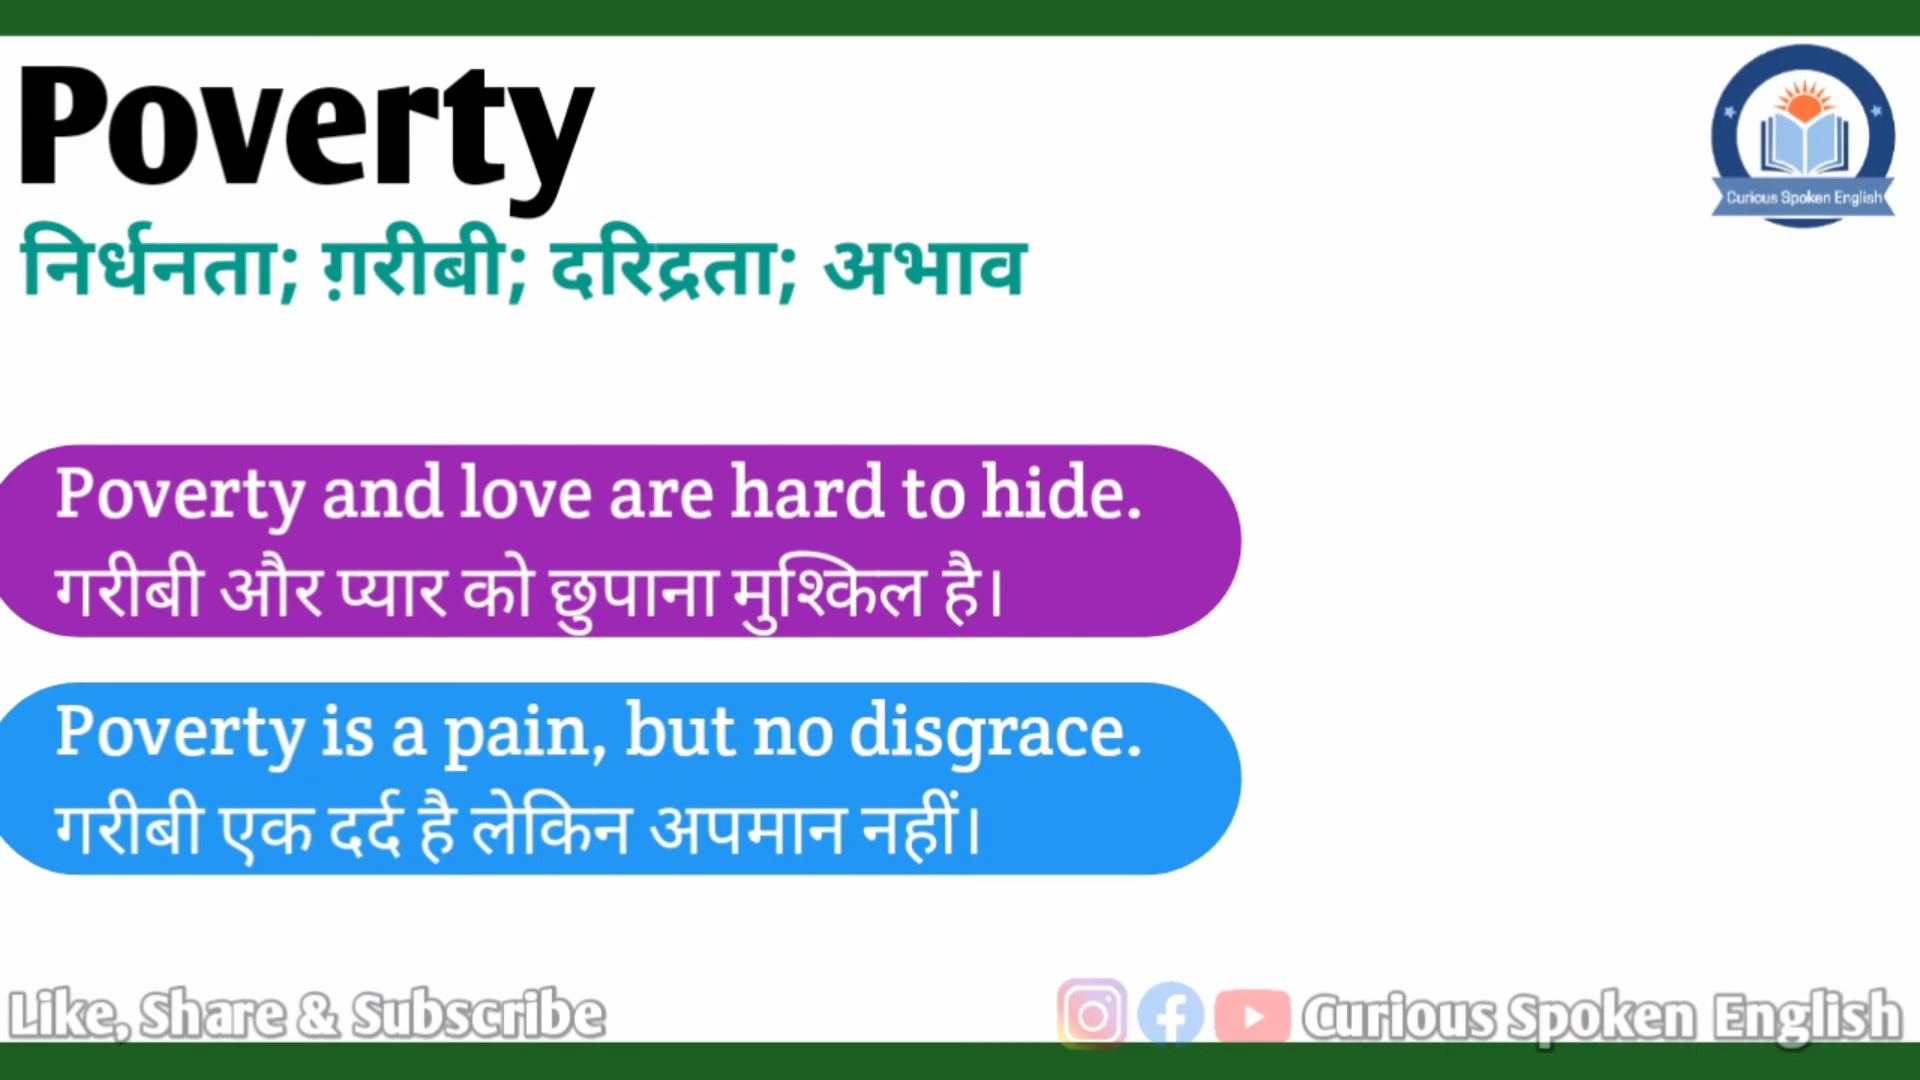 Poverty
निर्धनता; ग़रीबी; दरिद्रता; अभाव
Curious Spoken English
Poverty and love are hard to hide.
गरीबी और प्यार को छुपाना मुश्किल है।
Poverty is a pain, but no disgrace.
गरीबी एक दर्द है लेकिन अपमान नहीं।
Like, Share & Subscribe
Curious Spoken English